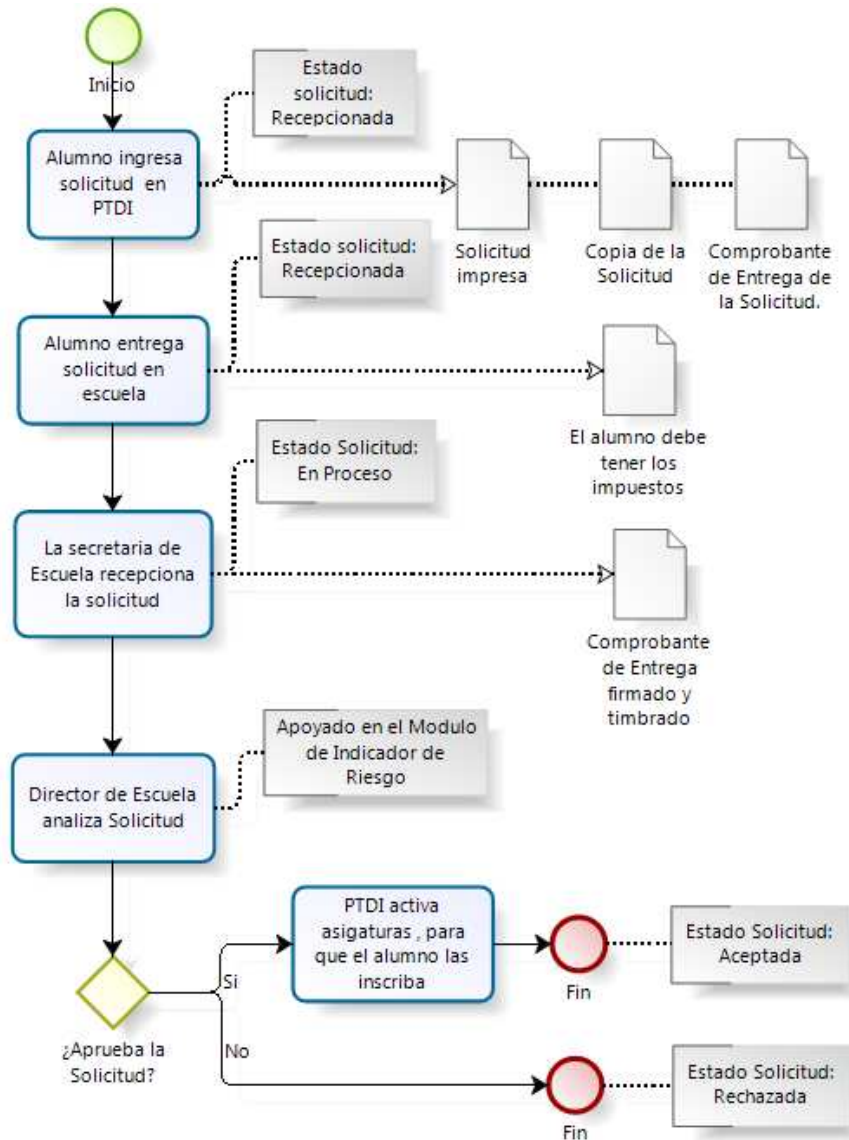 Inicio
Estado
solicitud:
Recepcionada
Alumno ingresa
solicitud en
PTDI
Solicitud
impresa
Copia de la
Solicitud
Comprobante
de Entrega de
la Solicitud.
Estado solicitud:
Recepcionada
Alumno entrega
solicitud en
escuela
El alumno debe
tener los
impuestos
Estado Solicitud:
En Proceso
La secretaria de
Escuela recepciona
la solicitud
Comprobante
de Entrega
firmado y
timbrado
Apoyado en el Modulo
de Indicador de
Riesgo
Director de Escuela
analiza Solicitud
PTDI activa
asigaturas , para
que el alumno las
inscriba
Si
Fin
Estado Solicitud:
Aceptada
¿Aprueba la
Solicitud?
No
Fin
Estado Solicitud:
Rechazada